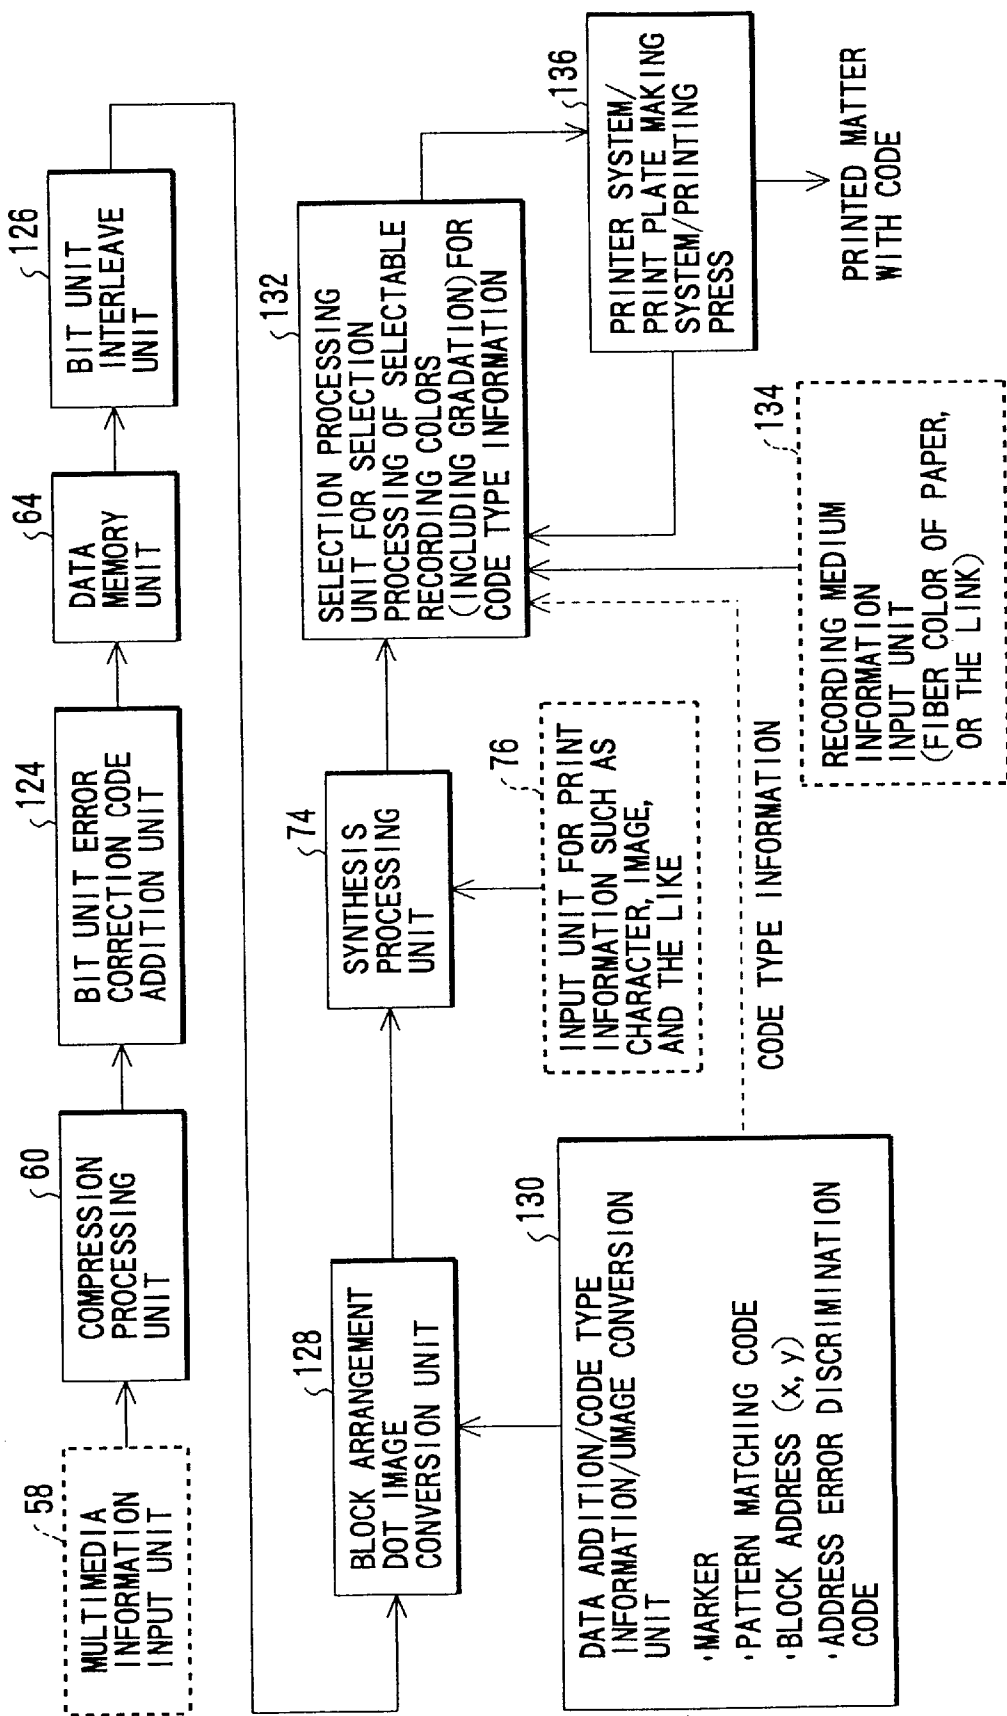 58
MULTIMEDIA
INFORMATION
INPUT UNIT
60
COMPRESSION
PROCESSING
UNIT
124
BIT UNIT ERROR
CORRECTION CODE
ADDITION UNIT
64
DATA
MEMORY
UNIT
126
BIT UNIT
INTERLEAVE
UNIT
128
BLOCK ARRANGEMENT
DOT IMAGE
CONVERSION UNIT
74
SYNTHESIS
PROCESSING
UNIT
132
SELECTION PROCESSING
UNIT FOR SELECTION
PROCESSING OF SELECTABLE
RECORDING COLORS
(INCLUDING GRADATION) FOR
CODE TYPE INFORMATION
136
PRINTER SYSTEM/
PRINT PLATE MAKING
SYSTEM/PRINTING
PRESS
PRINTED MATTER
WITH CODE
130
DATA ADDITION/CODE TYPE
INFORMATION/UMAGE CONVERSION
UNIT
·MARKER
·PATTERN MATCHING CODE
·BLOCK ADDRESS (x, y)
·ADDRESS ERROR DISCRIMINATION
CODE
76
INPUT UNIT FOR PRINT
INFORMATION SUCH AS
CHARACTER, IMAGE,
AND THE LIKE
CODE TYPE INFORMATION
134
RECORDING MEDIUM
INFORMATION
INPUT UNIT
(FIBER COLOR OF PAPER,
OR THE LINK)